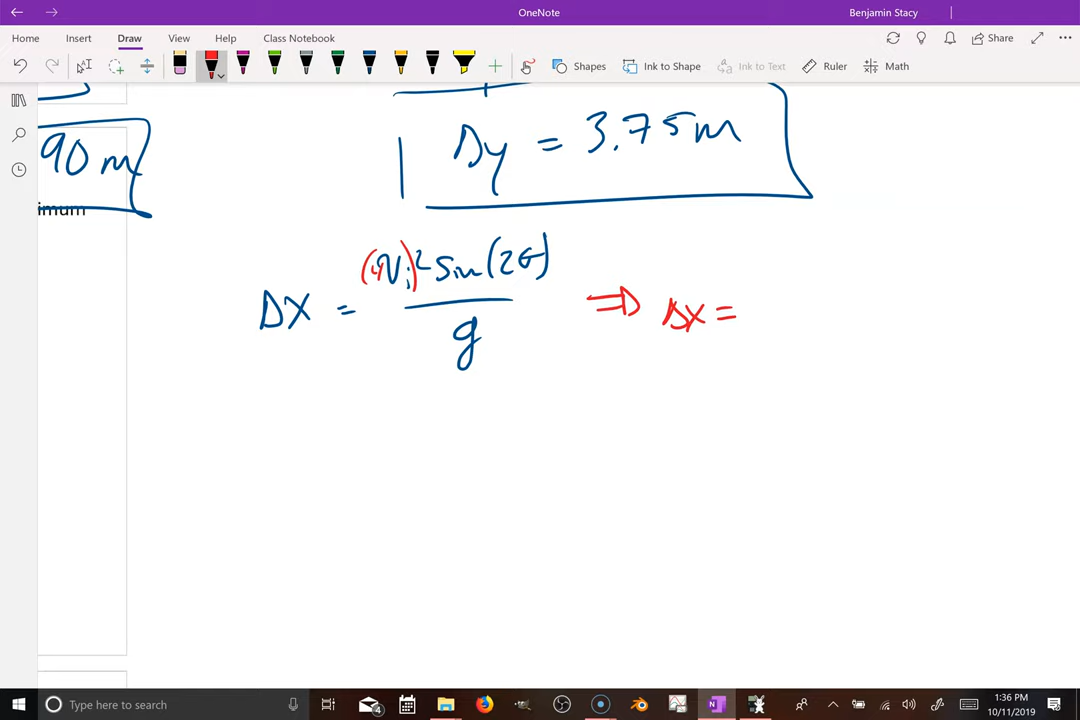 OneNote
Benjamin Stacy
Home Insert Draw View Help Class Notebook
Share
Shapes Ink to Shape Ink to Text Ruler Math
Δy = 3.75m
90 m
imum
Δx = (4Vi)² sin(2θ) / g ⇒ Δx =
Type here to search
4
1:36 PM
10/11/2019